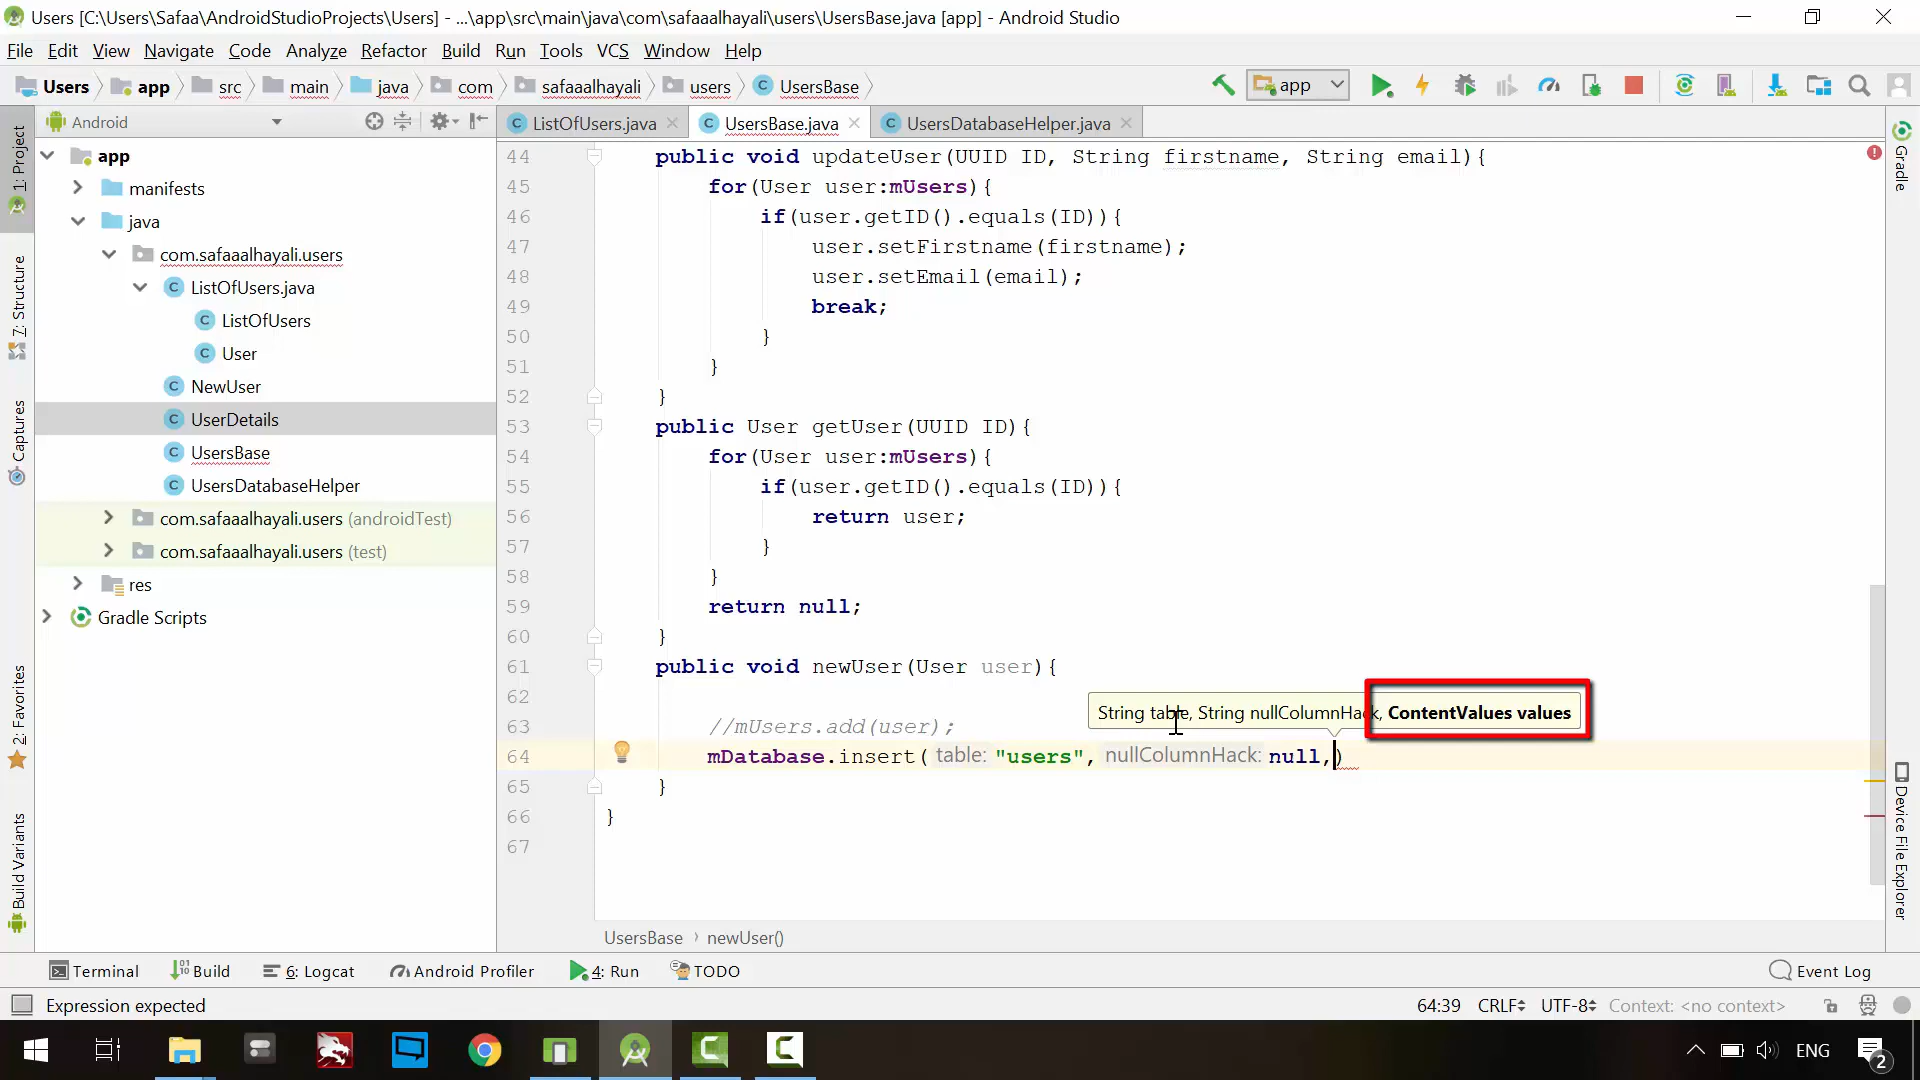 Users [C:\Users\Safaa\AndroidStudioProjects\Users] - ...\app\src\main\java\com\safaaalhayali\users\UsersBase.java [app] - Android Studio
File Edit View Navigate Code Analyze Refactor Build Run Tools VCS Window Help
Users app src main java com safaaalhayali users UsersBase app
Android
ListOfUsers.java UsersBase.java UsersDatabaseHelper.java
1: Project
7: Structure
Captures
2: Favorites
Build Variants
app
manifests
java
com.safaaalhayali.users
ListOfUsers.java
ListOfUsers
User
NewUser
UserDetails
UsersBase
UsersDatabaseHelper
com.safaaalhayali.users (androidTest)
com.safaaalhayali.users (test)
res
Gradle Scripts
44 public void updateUser(UUID ID, String firstname, String email){
45 for(User user:mUsers){
46 if(user.getID().equals(ID)){
47 user.setFirstname(firstname);
48 user.setEmail(email);
49 break;
50 }
51 }
52 }
53 public User getUser(UUID ID){
54 for(User user:mUsers){
55 if(user.getID().equals(ID)){
56 return user;
57 }
58 }
59 return null;
60 }
61 public void newUser(User user){
62
String table, String nullColumnHack, ContentValues values
63 //mUsers.add(user);
64 mDatabase.insert( table: "users", nullColumnHack: null,)
65 }
66 }
67
UsersBase newUser()
Gradle
Device File Explorer
Terminal Build 6: Logcat Android Profiler 4: Run TODO Event Log
Expression expected 64:39 CRLF UTF-8 Context: <no context>
ENG 2